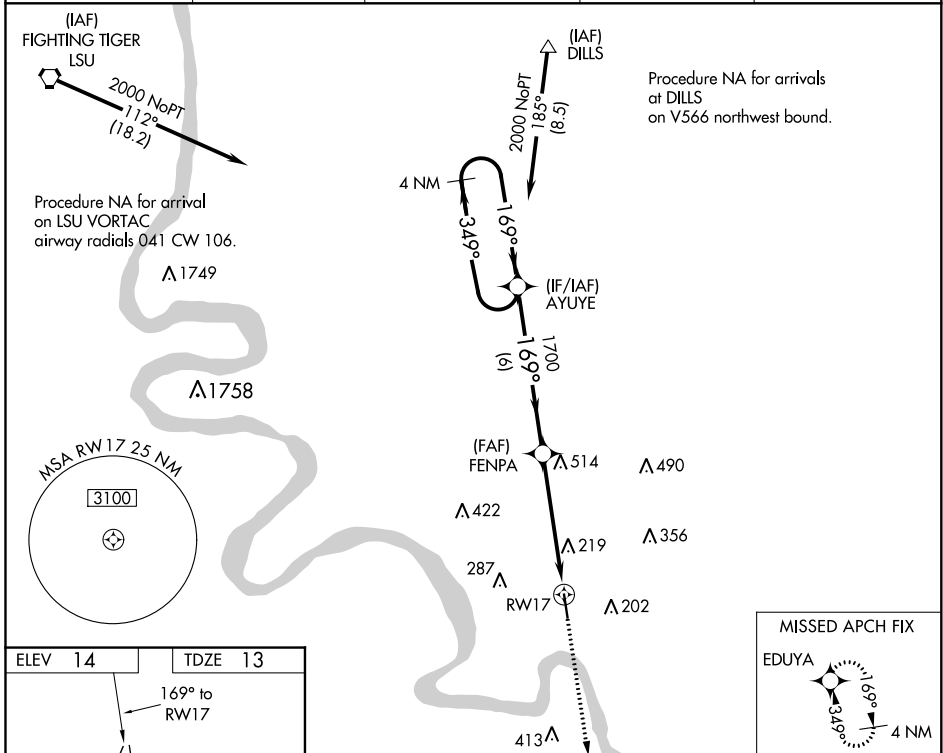 (IAF)
FIGHTING TIGER
LSU
2000 NoPT
112°
(18.2)
(IAF)
DILLS
2000 NoPT
185°
(8.5)
Procedure NA for arrivals
at DILLS
on V566 northwest bound.
4 NM
349°
169°
Procedure NA for arrival
on LSU VORTAC
airway radials 041 CW 106.
1749
(IF/IAF)
AYUYE
1700
169°
(6)
1758
(FAF)
FENPA
514
490
MSA RW17 25 NM
3100
422
219
356
287
RW17
202
MISSED APCH FIX
EDUYA
169°
349°
4 NM
ELEV 14
TDZE 13
169° to
RW17
413